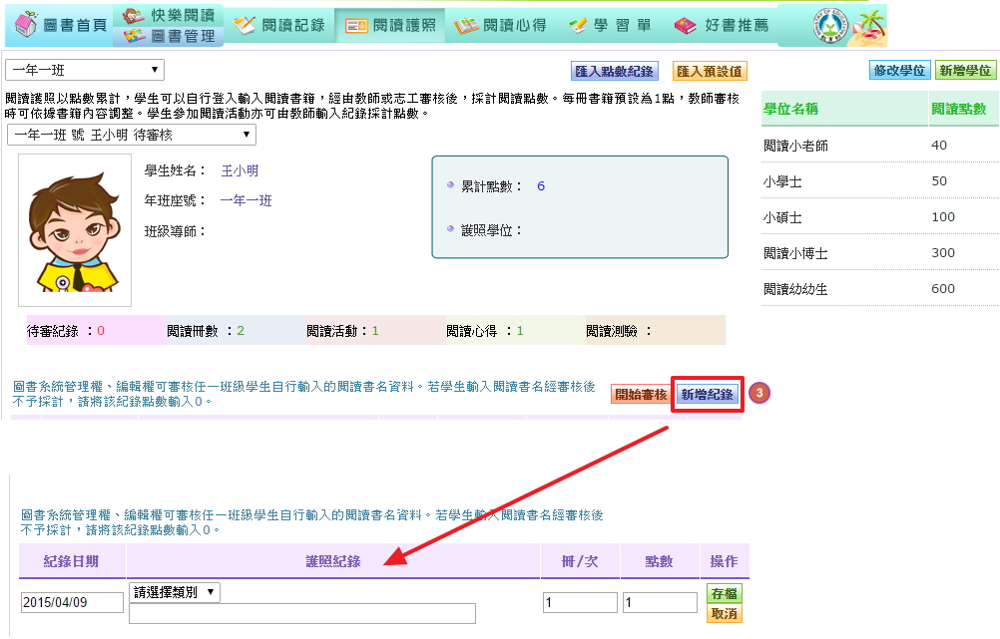 圖書首頁
快樂閱讀
圖書管理
閱讀記錄
閱讀護照
閱讀心得
學習單
好書推薦
一年一班
匯入點數紀錄
匯入預設值
修改學位
新增學位
閱讀護照以點數累計，學生可以自行登入輸入閱讀書籍，經由教師或志工審核後，採計閱讀點數。每冊書籍預設為1點，教師審核
時可依據書籍內容調整。學生參加閱讀活動亦可由教師輸入紀錄採計點數。
一年一班 號 王小明 待審核
學生姓名： 王小明
年班座號： 一年一班
班級導師：
累計點數： 6
護照學位：
學位名稱 閱讀點數
閱讀小老師 40
小學士 50
小碩士 100
閱讀小博士 300
閱讀幼幼生 600
待審紀錄 ：0 閱讀冊數 ：2 閱讀活動：1 閱讀心得 ：1 閱讀測驗 ：
圖書系統管理權、編輯權可審核任一班級學生自行輸入的閱讀書名資料。若學生輸入閱讀書名經審核後
不予採計，請將該紀錄點數輸入0。
開始審核
新增紀錄
3
圖書系統管理權、編輯權可審核任一班級學生自行輸入的閱讀書名資料。若學生輸入閱讀書名經審核後
不予採計，請將該紀錄點數輸入0。
紀錄日期 護照紀錄 冊/次 點數 操作
2015/04/09 請選擇類別 1 1 存檔
取消